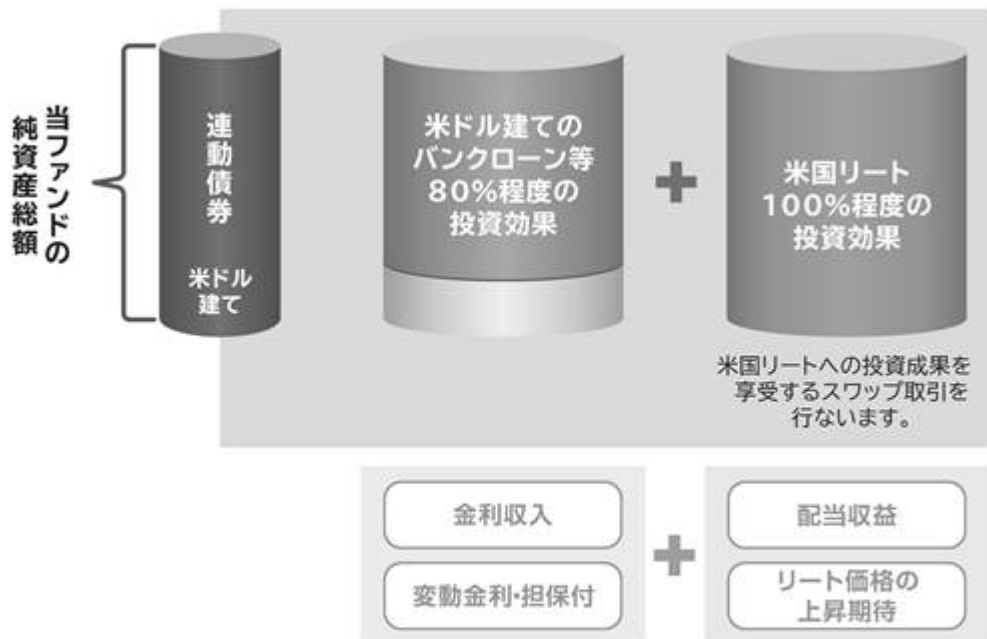 当ファンドの
純資産総額
連動債券
米ドル
建て
米ドル建ての
バンクローン等
80%程度の
投資効果
+
米国リート
100%程度の
投資効果
米国リートへの投資成果を
享受するスワップ取引を
行ないます。
金利収入
変動金利・担保付
+
配当収益
リート価格の
上昇期待